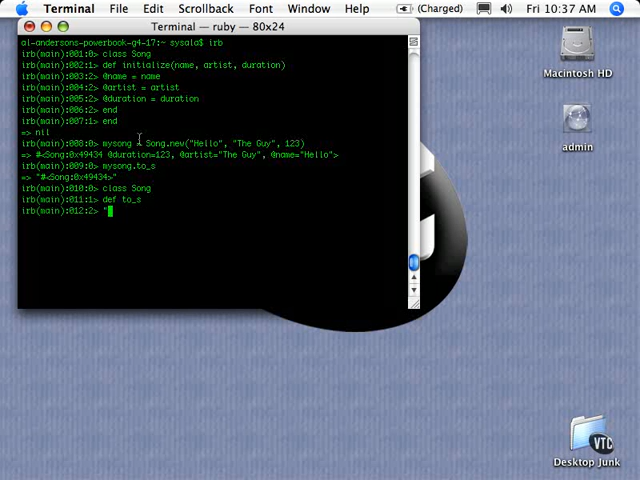 Terminal File Edit Scrollback Font Window Help (Charged) Fri 10:37 AM
Terminal — ruby — 80x24
al-andersons-powerbook-g4-17:~ sysala$ irb
irb(main):001:0> class Song
irb(main):002:1> def initialize(name, artist, duration)
irb(main):003:2> @name = name
irb(main):004:2> @artist = artist
irb(main):005:2> @duration = duration
irb(main):006:2> end
irb(main):007:1> end
=> nil
irb(main):008:0> mysong = Song.new("Hello", "The Guy", 123)
=> #<Song:0x49434 @duration=123, @artist="The Guy", @name="Hello">
irb(main):009:0> mysong.to_s
=> "#<Song:0x49434>"
irb(main):010:0> class Song
irb(main):011:1> def to_s
irb(main):012:2> "
Macintosh HD
admin
VTC
Desktop Junk